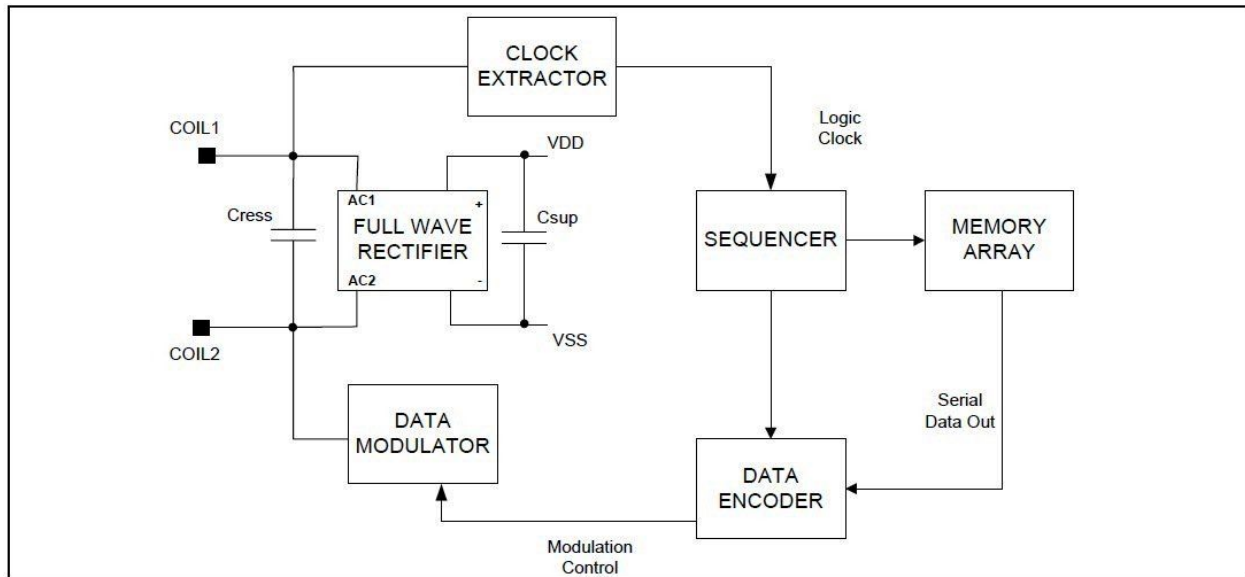 CLOCK
EXTRACTOR
Logic
Clock
COIL1
VDD
Cress
AC1
+
FULL WAVE
RECTIFIER
AC2
-
Csup
SEQUENCER
MEMORY
ARRAY
COIL2
VSS
DATA
MODULATOR
Serial
Data Out
DATA
ENCODER
Modulation
Control